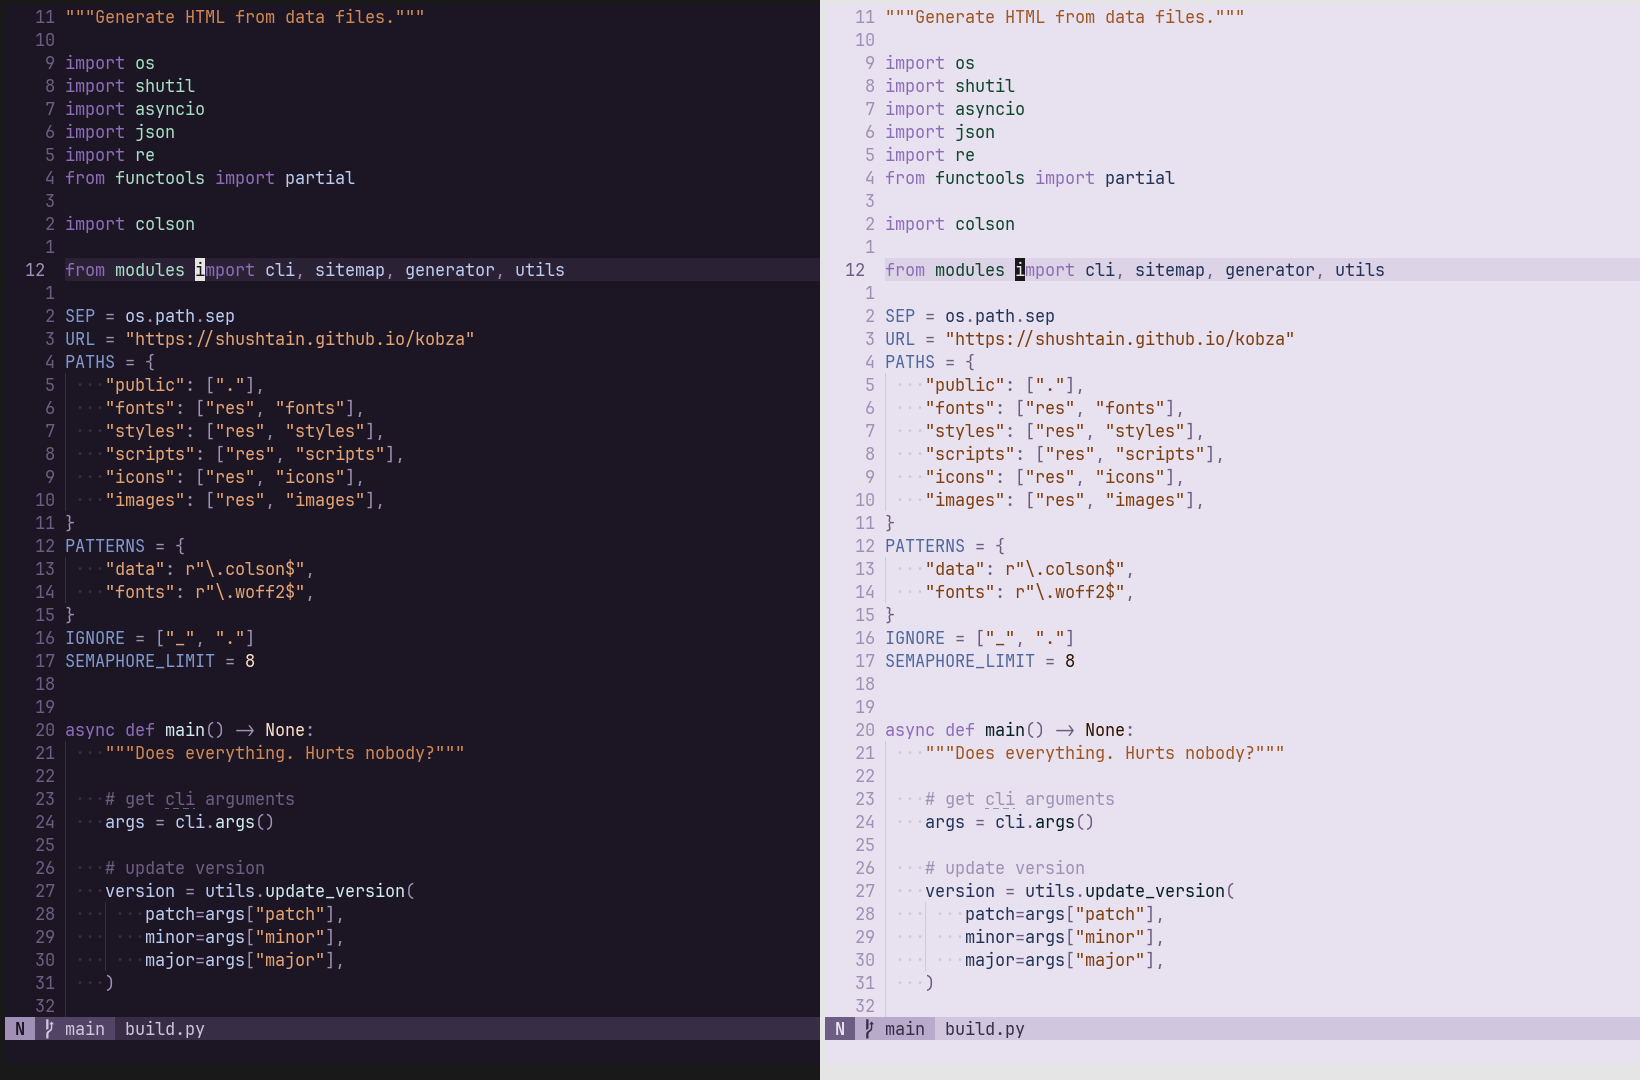 11 """Generate HTML from data files."""
10
9 import os
8 import shutil
7 import asyncio
6 import json
5 import re
4 from functools import partial
3
2 import colson
1
12 from modules import cli, sitemap, generator, utils
1
2 SEP = os.path.sep
3 URL = "https://shushtain.github.io/kobza"
4 PATHS = {
5 ···"public": ["."],
6 ···"fonts": ["res", "fonts"],
7 ···"styles": ["res", "styles"],
8 ···"scripts": ["res", "scripts"],
9 ···"icons": ["res", "icons"],
10 ···"images": ["res", "images"],
11 }
12 PATTERNS = {
13 ···"data": r"\.colson$",
14 ···"fonts": r"\.woff2$",
15 }
16 IGNORE = ["_", "."]
17 SEMAPHORE_LIMIT = 8
18
19
20 async def main() -> None:
21 ···"""Does everything. Hurts nobody?"""
22
23 ···# get cli arguments
24 ···args = cli.args()
25
26 ···# update version
27 ···version = utils.update_version(
28 ··· ···patch=args["patch"],
29 ··· ···minor=args["minor"],
30 ··· ···major=args["major"],
31 ···)
32
N main build.py
11 """Generate HTML from data files."""
10
9 import os
8 import shutil
7 import asyncio
6 import json
5 import re
4 from functools import partial
3
2 import colson
1
12 from modules import cli, sitemap, generator, utils
1
2 SEP = os.path.sep
3 URL = "https://shushtain.github.io/kobza"
4 PATHS = {
5 ···"public": ["."],
6 ···"fonts": ["res", "fonts"],
7 ···"styles": ["res", "styles"],
8 ···"scripts": ["res", "scripts"],
9 ···"icons": ["res", "icons"],
10 ···"images": ["res", "images"],
11 }
12 PATTERNS = {
13 ···"data": r"\.colson$",
14 ···"fonts": r"\.woff2$",
15 }
16 IGNORE = ["_", "."]
17 SEMAPHORE_LIMIT = 8
18
19
20 async def main() -> None:
21 ···"""Does everything. Hurts nobody?"""
22
23 ···# get cli arguments
24 ···args = cli.args()
25
26 ···# update version
27 ···version = utils.update_version(
28 ··· ···patch=args["patch"],
29 ··· ···minor=args["minor"],
30 ··· ···major=args["major"],
31 ···)
32
N main build.py